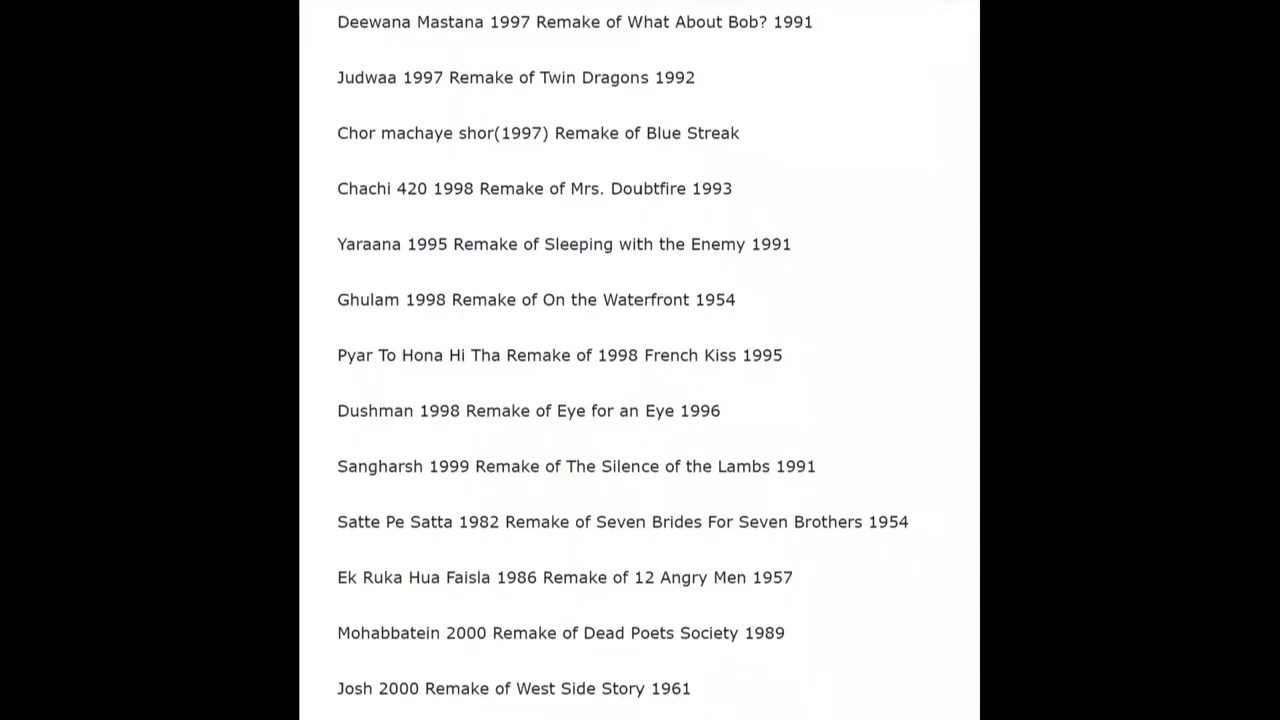 Deewana Mastana 1997 Remake of What About Bob? 1991
Judwaa 1997 Remake of Twin Dragons 1992
Chor machaye shor(1997) Remake of Blue Streak
Chachi 420 1998 Remake of Mrs. Doubtfire 1993
Yaraana 1995 Remake of Sleeping with the Enemy 1991
Ghulam 1998 Remake of On the Waterfront 1954
Pyar To Hona Hi Tha Remake of 1998 French Kiss 1995
Dushman 1998 Remake of Eye for an Eye 1996
Sangharsh 1999 Remake of The Silence of the Lambs 1991
Satte Pe Satta 1982 Remake of Seven Brides For Seven Brothers 1954
Ek Ruka Hua Faisla 1986 Remake of 12 Angry Men 1957
Mohabbatein 2000 Remake of Dead Poets Society 1989
Josh 2000 Remake of West Side Story 1961